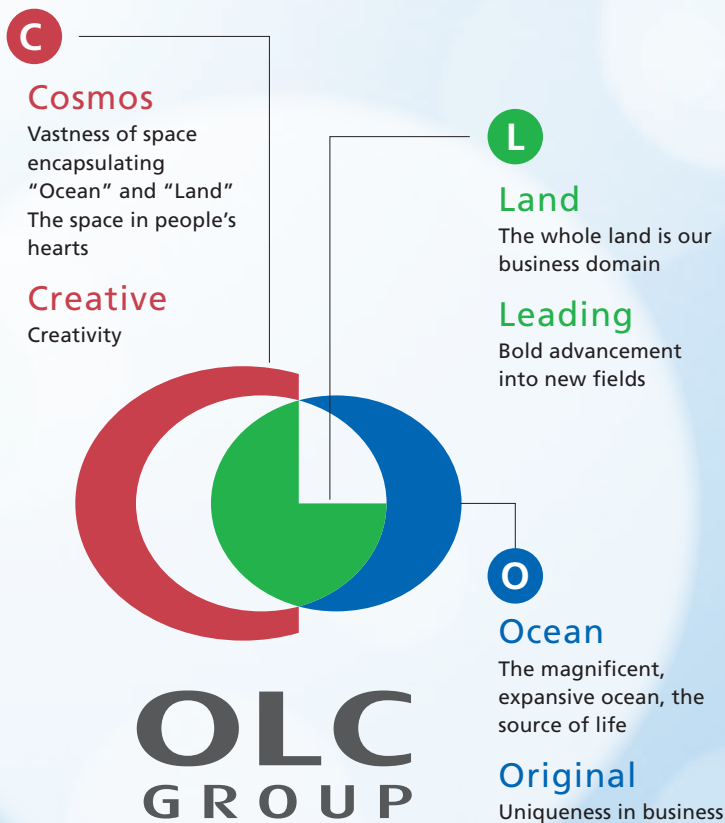 C
Cosmos
Vastness of space
encapsulating
“Ocean” and “Land”
The space in people’s
hearts
Creative
Creativity
L
Land
The whole land is our
business domain
Leading
Bold advancement
into new fields
O
Ocean
The magnificent,
expansive ocean, the
source of life
Original
Uniqueness in business
OLC
GROUP